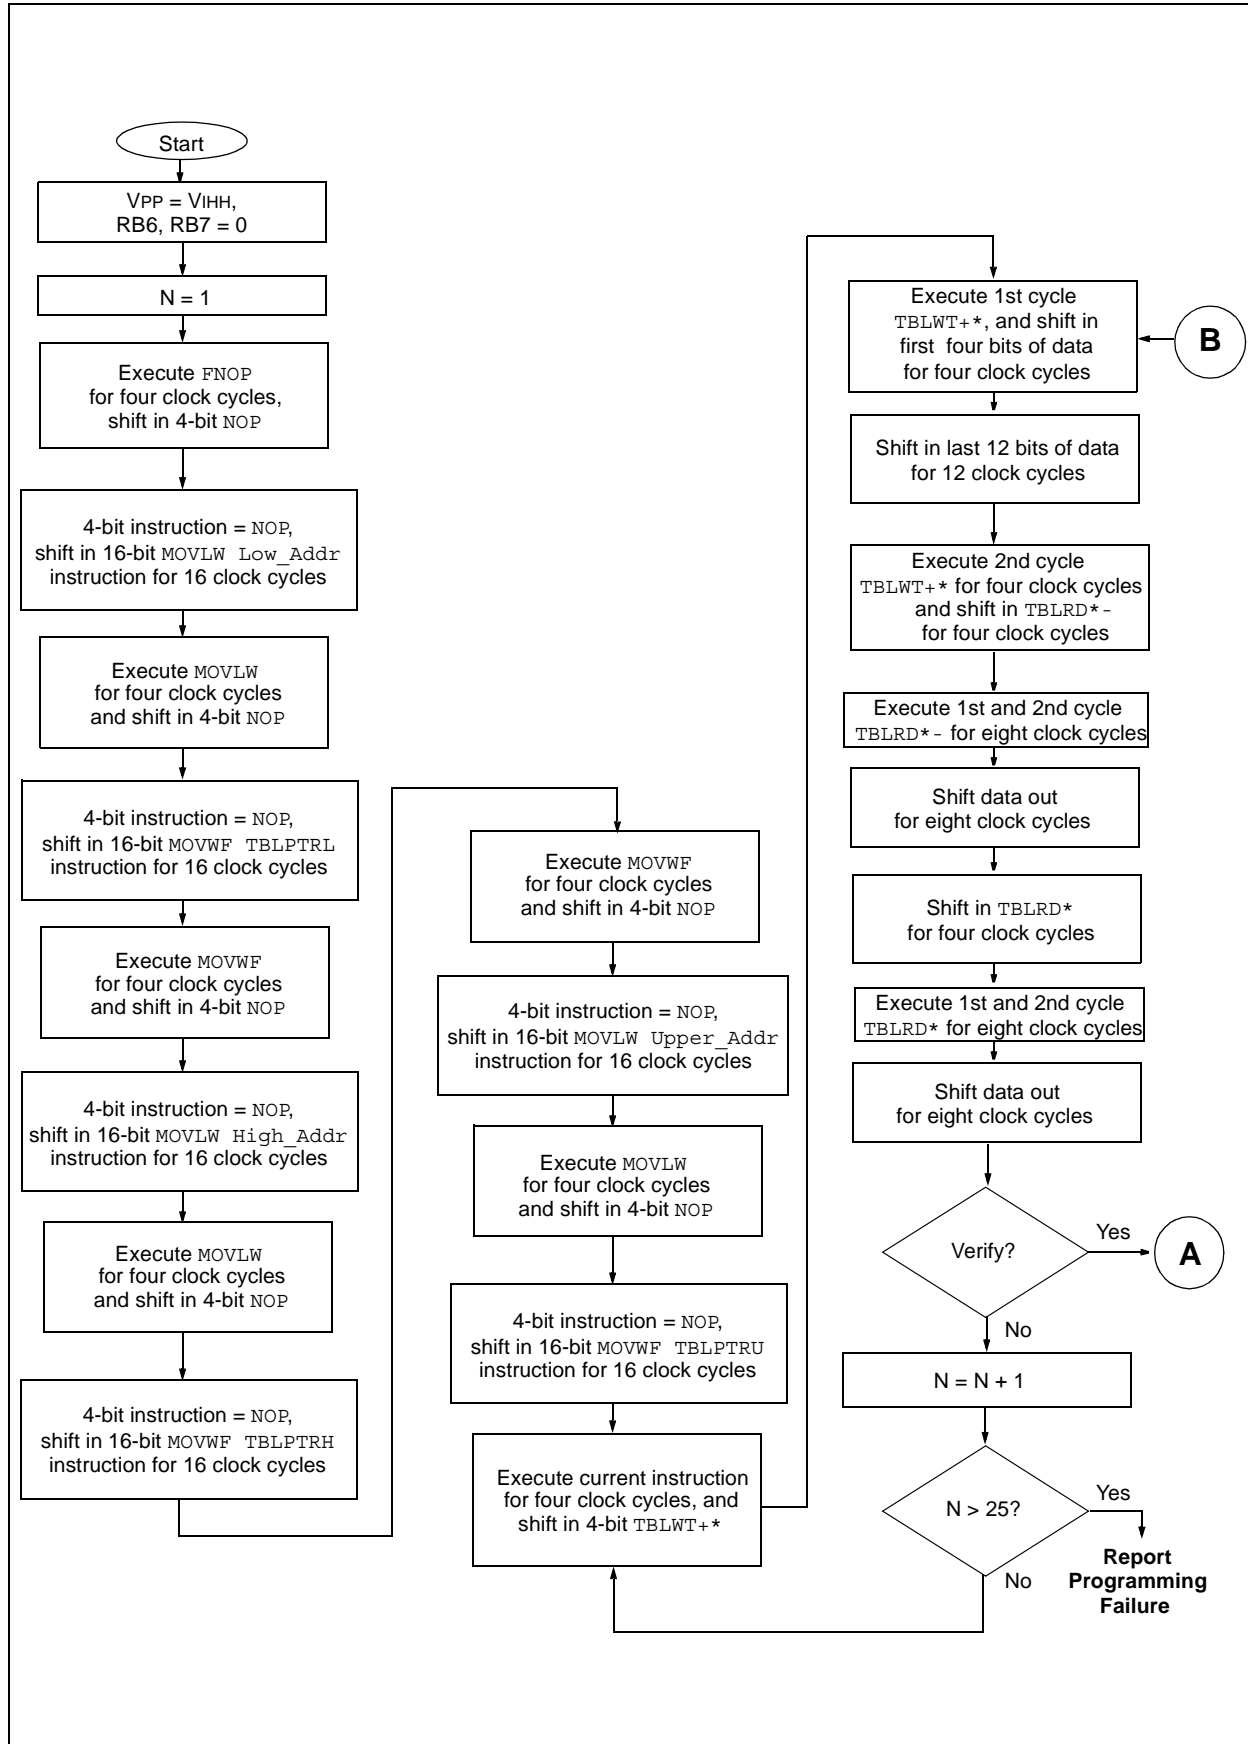 Start
VPP = VIHH,
RB6, RB7 = 0
N = 1
Execute FNOP
for four clock cycles,
shift in 4-bit NOP
4-bit instruction = NOP,
shift in 16-bit MOVLW Low_Addr
instruction for 16 clock cycles
Execute MOVLW
for four clock cycles
and shift in 4-bit NOP
4-bit instruction = NOP,
shift in 16-bit MOVWF TBLPTRL
instruction for 16 clock cycles
Execute MOVWF
for four clock cycles
and shift in 4-bit NOP
4-bit instruction = NOP,
shift in 16-bit MOVLW High_Addr
instruction for 16 clock cycles
Execute MOVLW
for four clock cycles
and shift in 4-bit NOP
4-bit instruction = NOP,
shift in 16-bit MOVWF TBLPTRH
instruction for 16 clock cycles
Execute MOVWF
for four clock cycles
and shift in 4-bit NOP
4-bit instruction = NOP,
shift in 16-bit MOVLW Upper_Addr
instruction for 16 clock cycles
Execute MOVLW
for four clock cycles
and shift in 4-bit NOP
4-bit instruction = NOP,
shift in 16-bit MOVWF TBLPTRU
instruction for 16 clock cycles
Execute current instruction
for four clock cycles, and
shift in 4-bit TBLWT+*
Execute 1st cycle
TBLWT+*, and shift in
first four bits of data
for four clock cycles
B
Shift in last 12 bits of data
for 12 clock cycles
Execute 2nd cycle
TBLWT+* for four clock cycles
and shift in TBLRD*-
for four clock cycles
Execute 1st and 2nd cycle
TBLRD*- for eight clock cycles
Shift data out
for eight clock cycles
Shift in TBLRD*
for four clock cycles
Execute 1st and 2nd cycle
TBLRD* for eight clock cycles
Shift data out
for eight clock cycles
Verify?
Yes
A
No
N = N + 1
N > 25?
Yes
No
Report
Programming
Failure